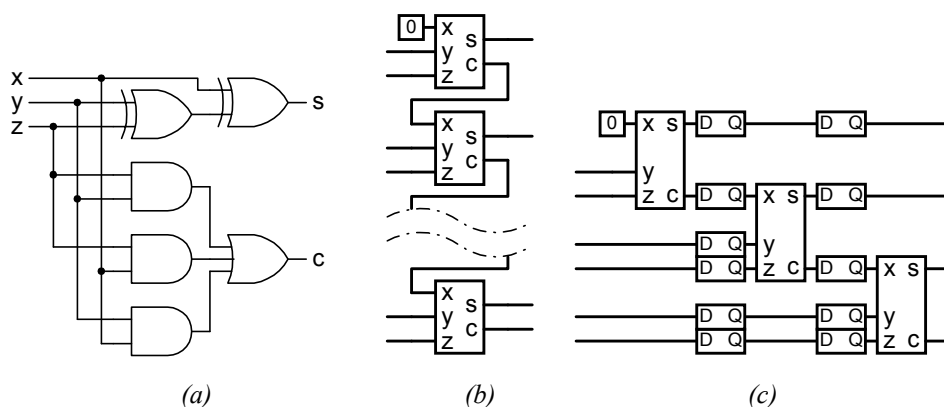 x
y
z
s
c
(a)
0 x s
y c
z
x s
y c
z
x s
y c
z
(b)
0 x s D Q D Q
y
z c D Q x s D Q
D Q y
D Q z c D Q x s
D Q D Q y
D Q D Q z c
(c)